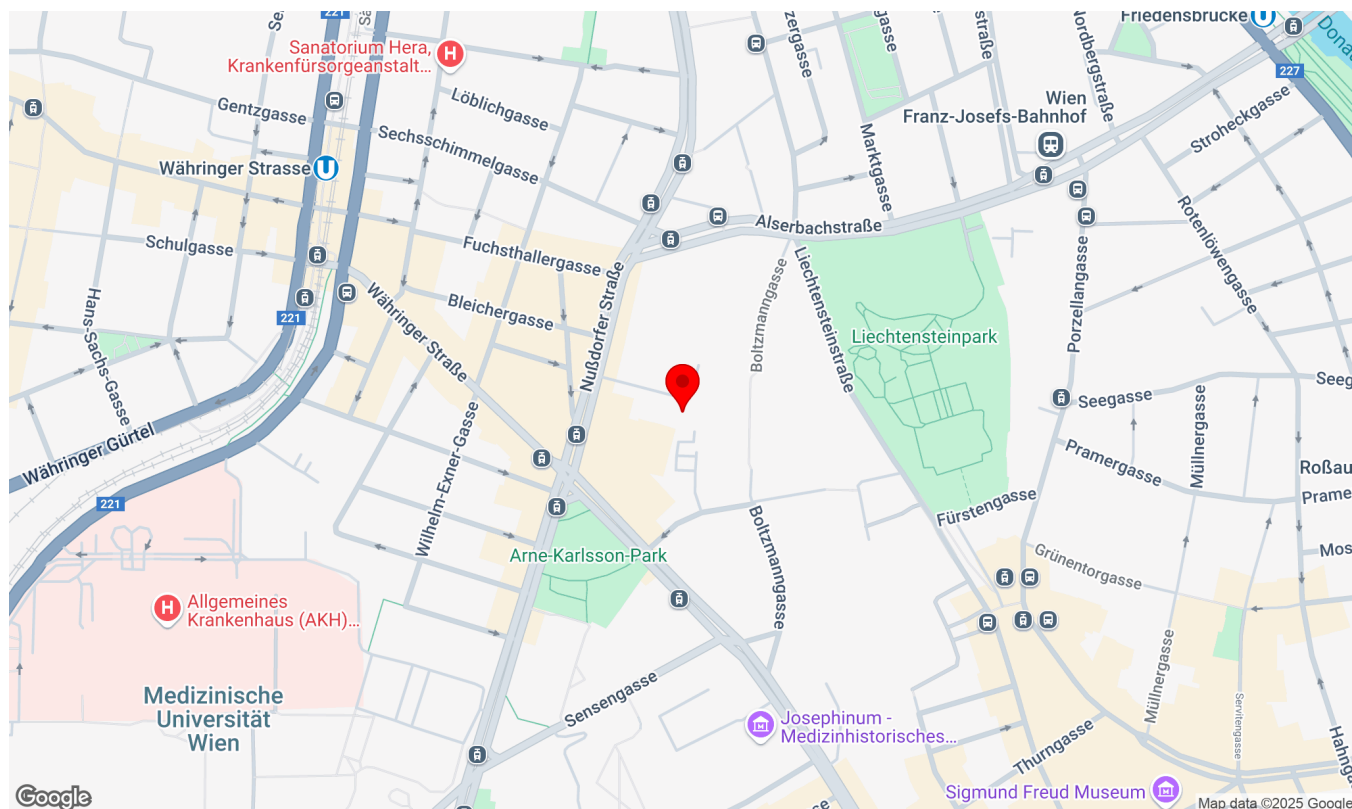 221
Friedensbrücke
Sanatorium Hera,
Krankenfürsorgeanstalt...
Nordbergstraße
227
Gentzgasse
Löblichgasse
Wien
Franz-Josefs-Bahnhof
Stroheckgasse
Sechsschimmelgasse
Marktgasse
Währinger Strasse
Rotenlöwengasse
Alserbachstraße
Schulgasse
Fuchsthallergasse
Nußdorfer Straße
Liechtensteinstraße
Boltzmanngasse
Porzellangasse
Hans-Sachs-Gasse
221
Währinger Straße
Bleichergasse
Liechtensteinpark
Seegasse
Müllnergasse
Währinger Gürtel
Wilhelm-Exner-Gasse
Pramergasse
221
Fürstengasse
Boltzmanngasse
Arne-Karlsson-Park
Grünentorgasse
Allgemeines
Krankenhaus (AKH)...
Müllnergasse
Servitengasse
Medizinische
Universität
Wien
Sensengasse
Josephinum -
Medizinhistorisches...
Thurngasse
Sigmund Freud Museum
Google
Map data ©2025 Google